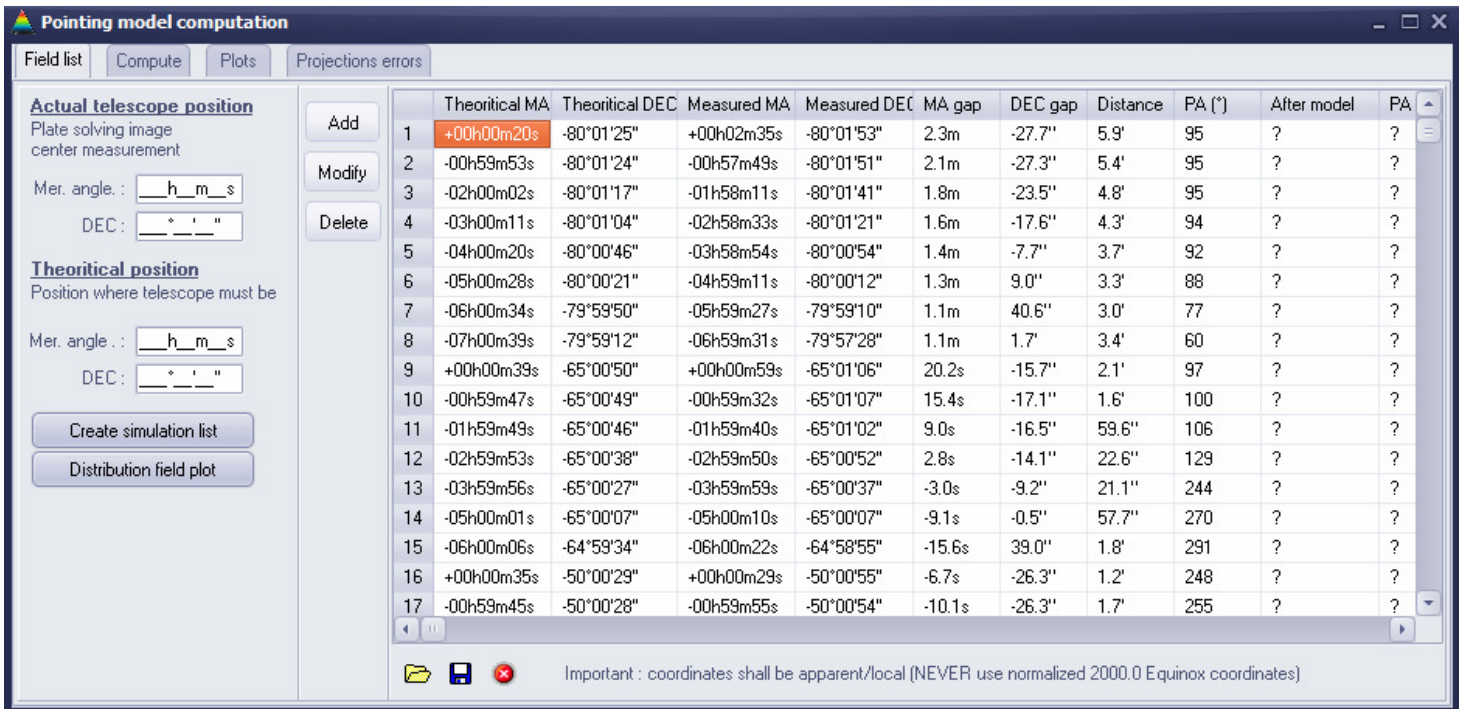 Pointing model computation
Field list Compute Plots Projections errors
Actual telescope position
Plate solving image
center measurement
Mer. angle. : ___h__m__s
DEC : ___°__'__"
Theoritical position
Position where telescope must be
Mer. angle . : ___h__m__s
DEC : ___°__'__"
Create simulation list
Distribution field plot
Add
Modify
Delete
Theoritical MA Theoritical DEC Measured MA Measured DEC MA gap DEC gap Distance PA (°) After model PA
1 +00h00m20s -80°01'25" +00h02m35s -80°01'53" 2.3m -27.7'' 5.9' 95 ? ?
2 -00h59m53s -80°01'24" -00h57m49s -80°01'51" 2.1m -27.3'' 5.4' 95 ? ?
3 -02h00m02s -80°01'17" -01h58m11s -80°01'41" 1.8m -23.5'' 4.8' 95 ? ?
4 -03h00m11s -80°01'04" -02h58m33s -80°01'21" 1.6m -17.6'' 4.3' 94 ? ?
5 -04h00m20s -80°00'46" -03h58m54s -80°00'54" 1.4m -7.7'' 3.7' 92 ? ?
6 -05h00m28s -80°00'21" -04h59m11s -80°00'12" 1.3m 9.0'' 3.3' 88 ? ?
7 -06h00m34s -79°59'50" -05h59m27s -79°59'10" 1.1m 40.6'' 3.0' 77 ? ?
8 -07h00m39s -79°59'12" -06h59m31s -79°57'28" 1.1m 1.7' 3.4' 60 ? ?
9 +00h00m39s -65°00'50" +00h00m59s -65°01'06" 20.2s -15.7'' 2.1' 97 ? ?
10 -00h59m47s -65°00'49" -00h59m32s -65°01'07" 15.4s -17.1'' 1.6' 100 ? ?
11 -01h59m49s -65°00'46" -01h59m40s -65°01'02" 9.0s -16.5'' 59.6'' 106 ? ?
12 -02h59m53s -65°00'38" -02h59m50s -65°00'52" 2.8s -14.1'' 22.6'' 129 ? ?
13 -03h59m56s -65°00'27" -03h59m59s -65°00'37" -3.0s -9.2'' 21.1'' 244 ? ?
14 -05h00m01s -65°00'07" -05h00m10s -65°00'07" -9.1s -0.5'' 57.7'' 270 ? ?
15 -06h00m06s -64°59'34" -06h00m22s -64°58'55" -15.6s 39.0'' 1.8' 291 ? ?
16 +00h00m35s -50°00'29" +00h00m29s -50°00'55" -6.7s -26.3'' 1.2' 248 ? ?
17 -00h59m45s -50°00'28" -00h59m55s -50°00'54" -10.1s -26.3'' 1.7' 255 ? ?
Important : coordinates shall be apparent/local (NEVER use normalized 2000.0 Equinox coordinates)